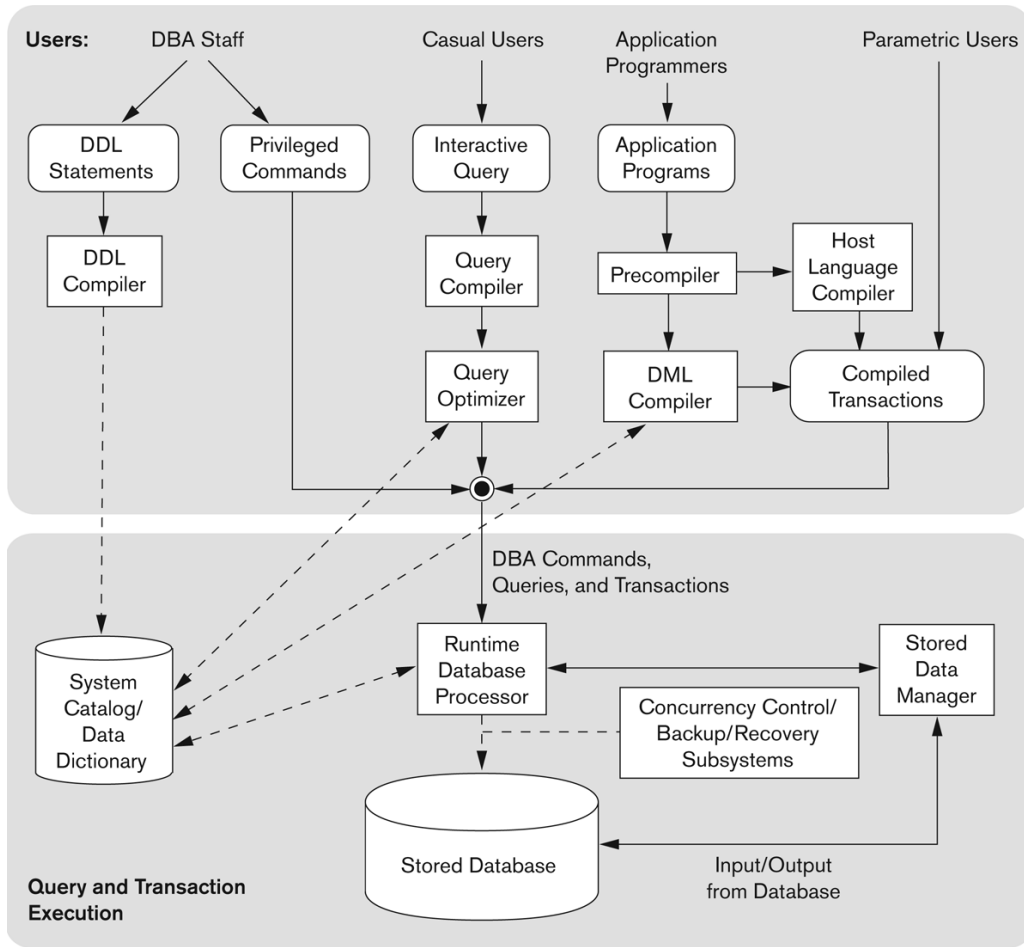 Users:
DBA Staff
Casual Users
Application
Programmers
Parametric Users
DDL
Statements
Privileged
Commands
Interactive
Query
Application
Programs
DDL
Compiler
Query
Compiler
Precompiler
Host
Language
Compiler
Query
Optimizer
DML
Compiler
Compiled
Transactions
DBA Commands,
Queries, and Transactions
System
Catalog/
Data
Dictionary
Runtime
Database
Processor
Stored
Data
Manager
Concurrency Control/
Backup/Recovery
Subsystems
Stored Database
Input/Output
from Database
Query and Transaction
Execution